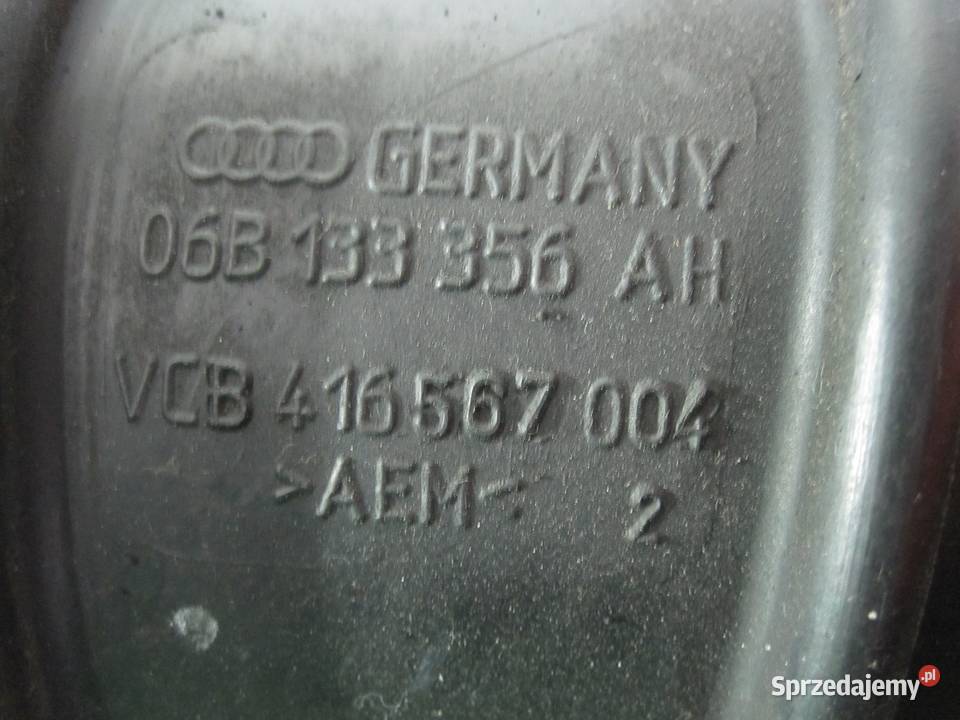 GERMANY
06B 133 356 AH
VCB 416 567 004
>AEM<
2
Sprzedajemy.pl